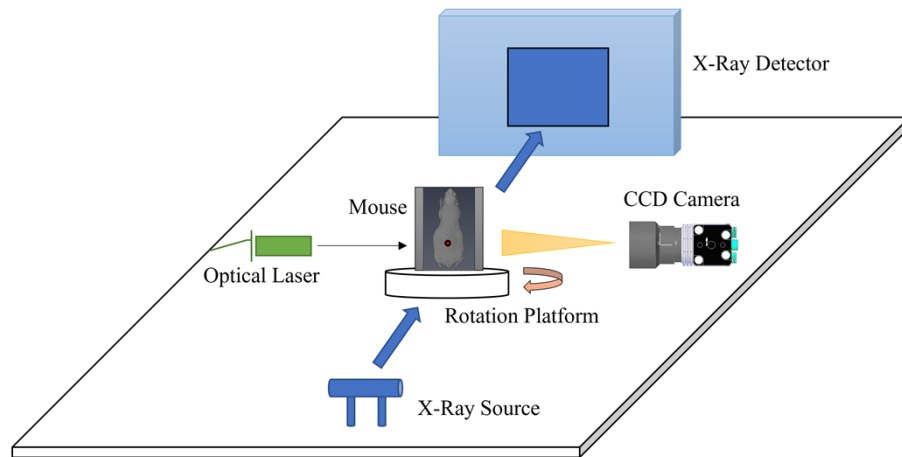 X-Ray Detector
CCD Camera
Mouse
Optical Laser
Rotation Platform
X-Ray Source